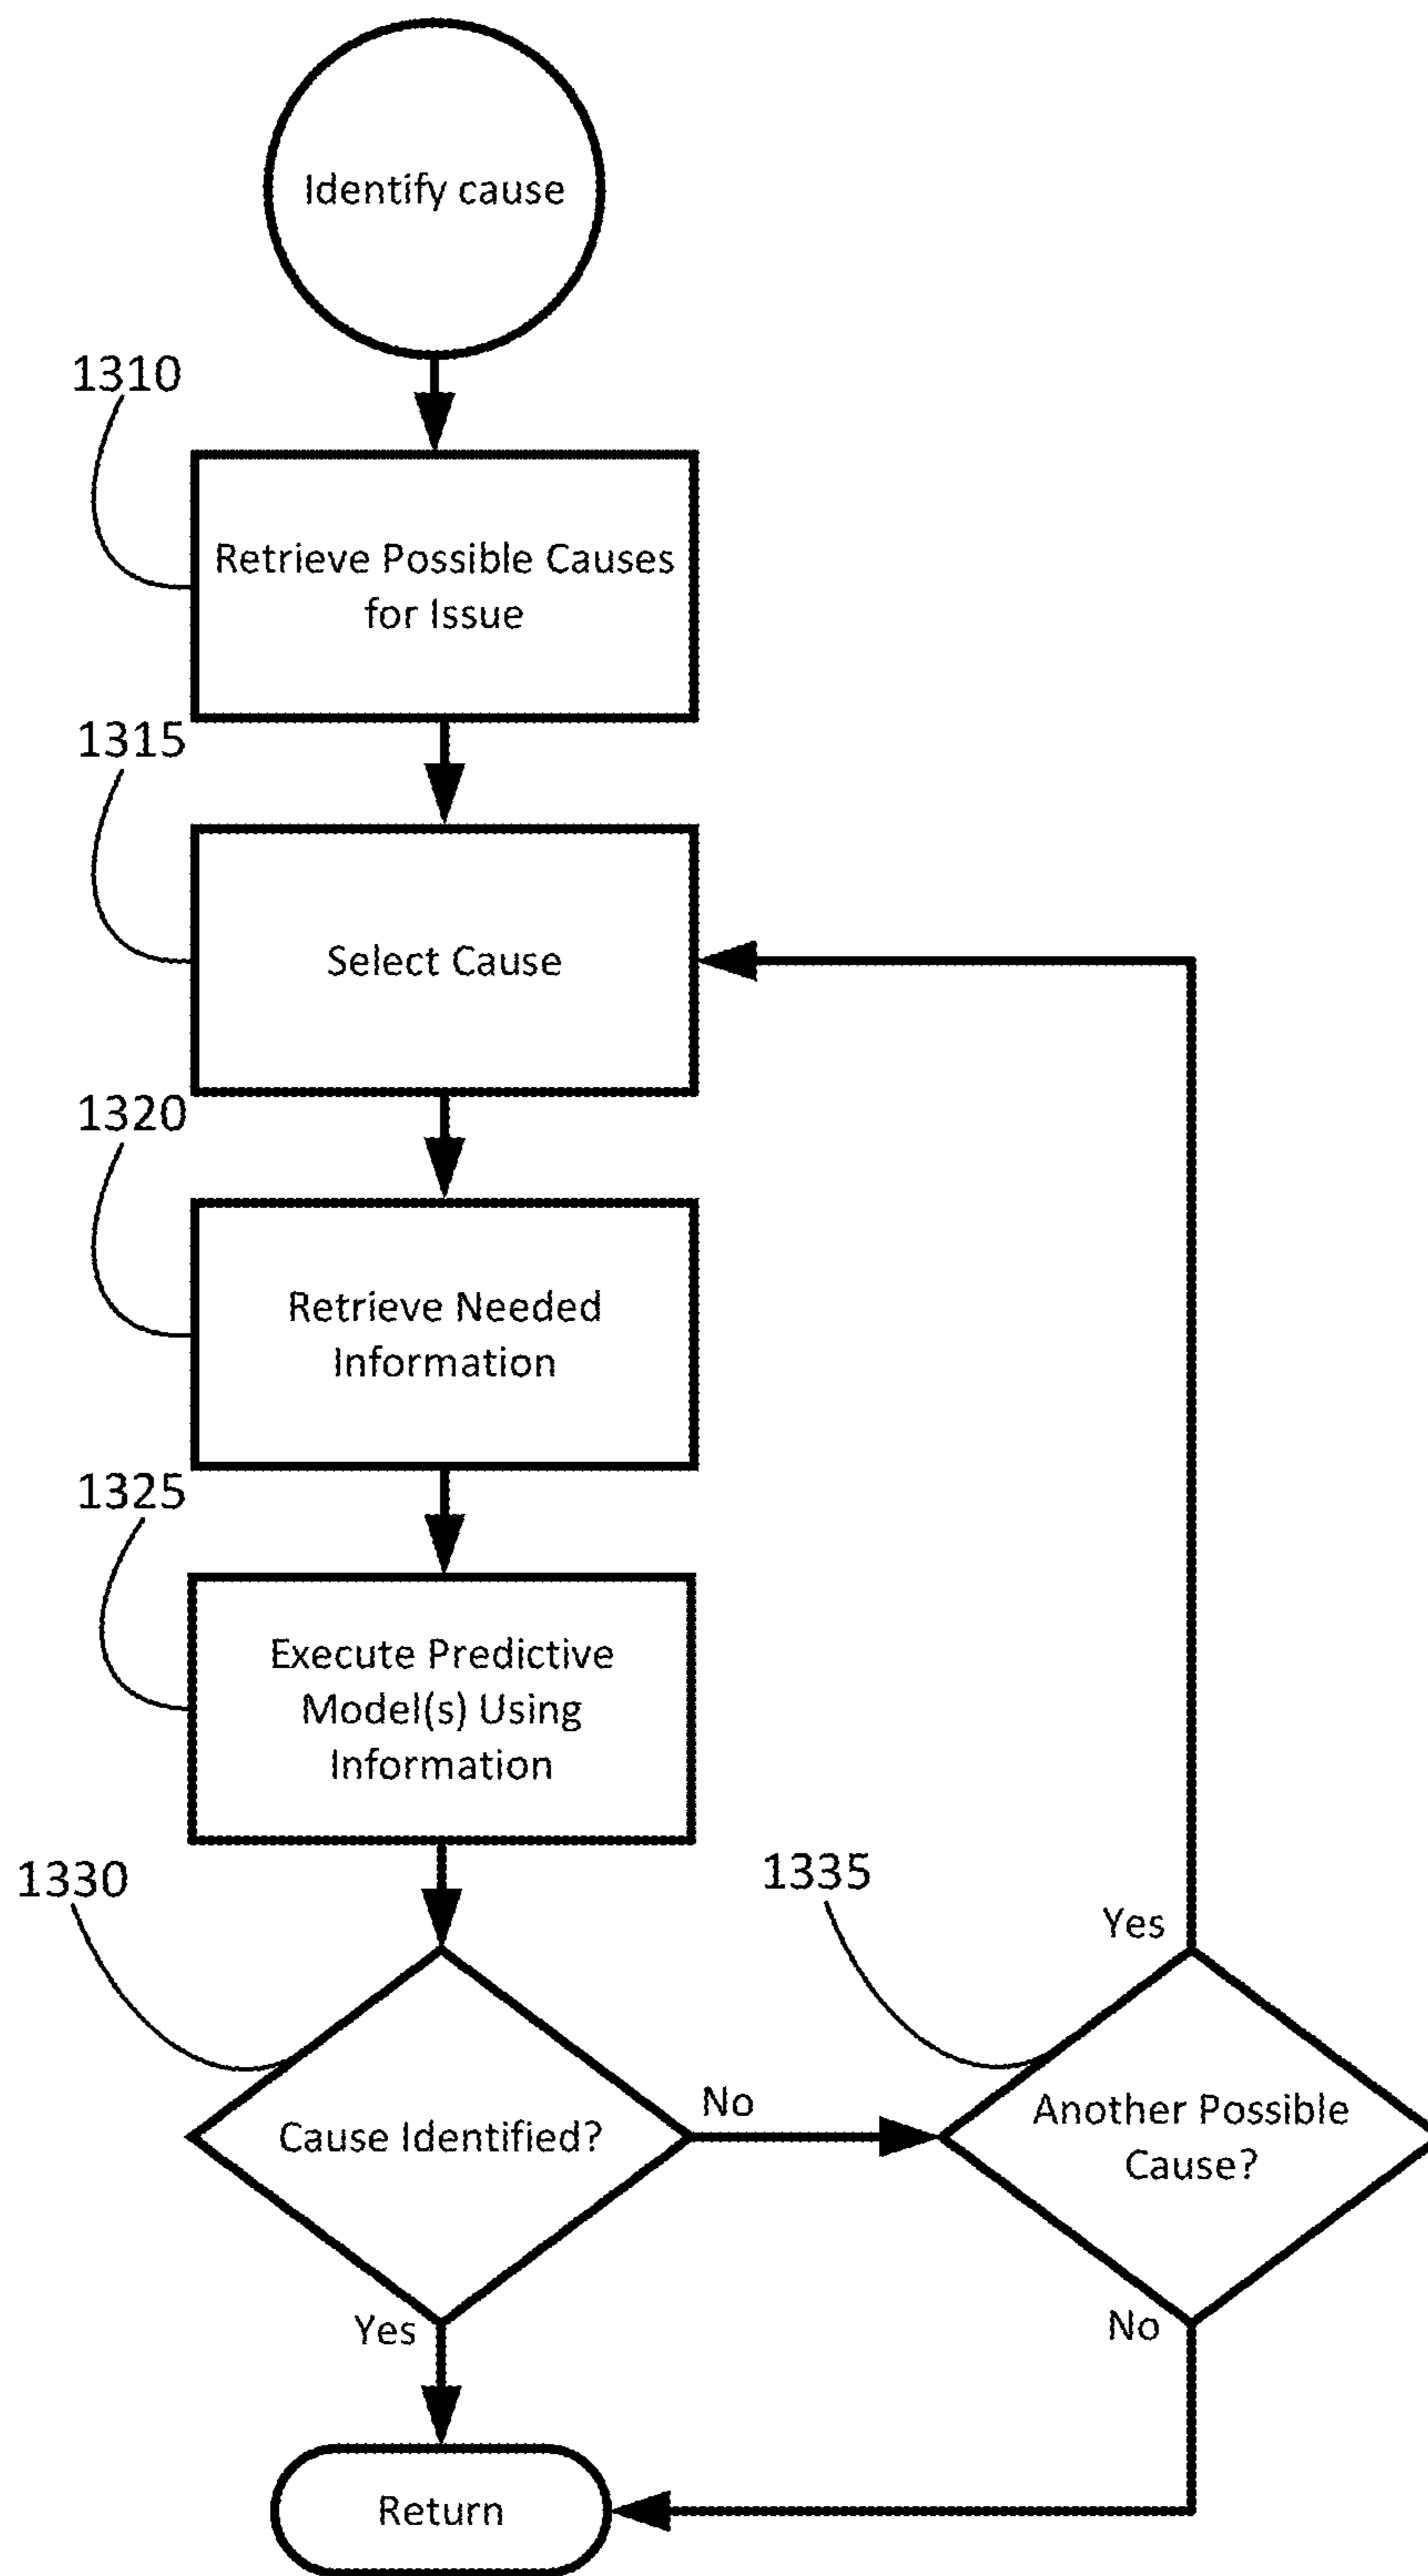 Identify cause
1310
Retrieve Possible Causes
for Issue
1315
Select Cause
1320
Retrieve Needed
Information
1325
Execute Predictive
Model(s) Using
Information
1330
1335
Yes
Cause Identified?
No
Another Possible
Cause?
Yes
No
Return